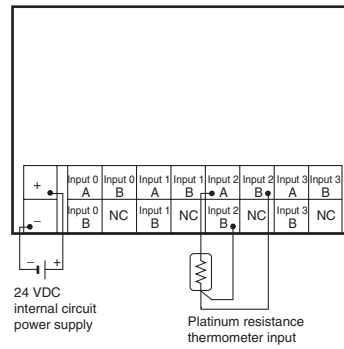 + Input 0 Input 0 Input 1 Input 1 Input 2 Input 2 Input 3 Input 3
A B A B A B A B
− Input 0 NC Input 1 NC Input 2 NC Input 3 NC
B B B B
− +
24 VDC
internal circuit
power supply
Platinum resistance
thermometer input